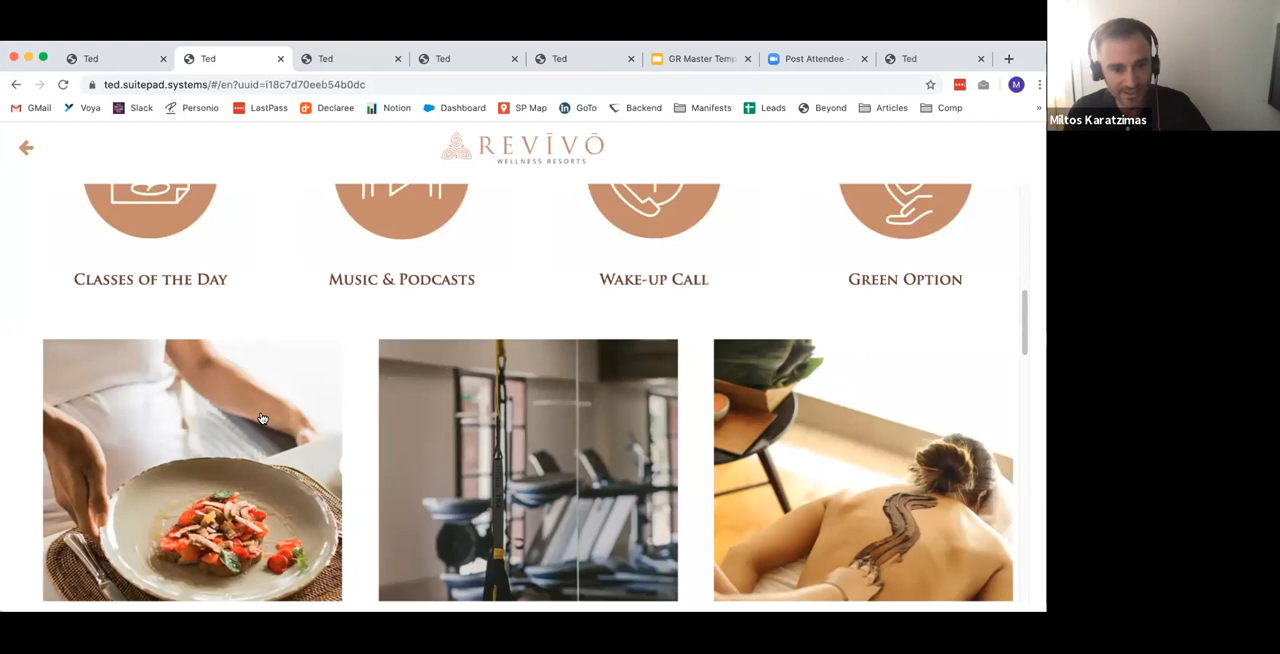 Ted Ted Ted Ted Ted GR Master Temp Post Attendee - Ted
ted.suitepad.systems/#/en?uuid=i18c7d70eeb54b0dc M
GMail Voya Slack Personio LastPass Declaree Notion Dashboard SP Map GoTo Backend Manifests Leads Beyond Articles Comp »
Miltos Karatzimas
REVĪVŌ
WELLNESS RESORTS
CLASSES OF THE DAY MUSIC & PODCASTS WAKE-UP CALL GREEN OPTION